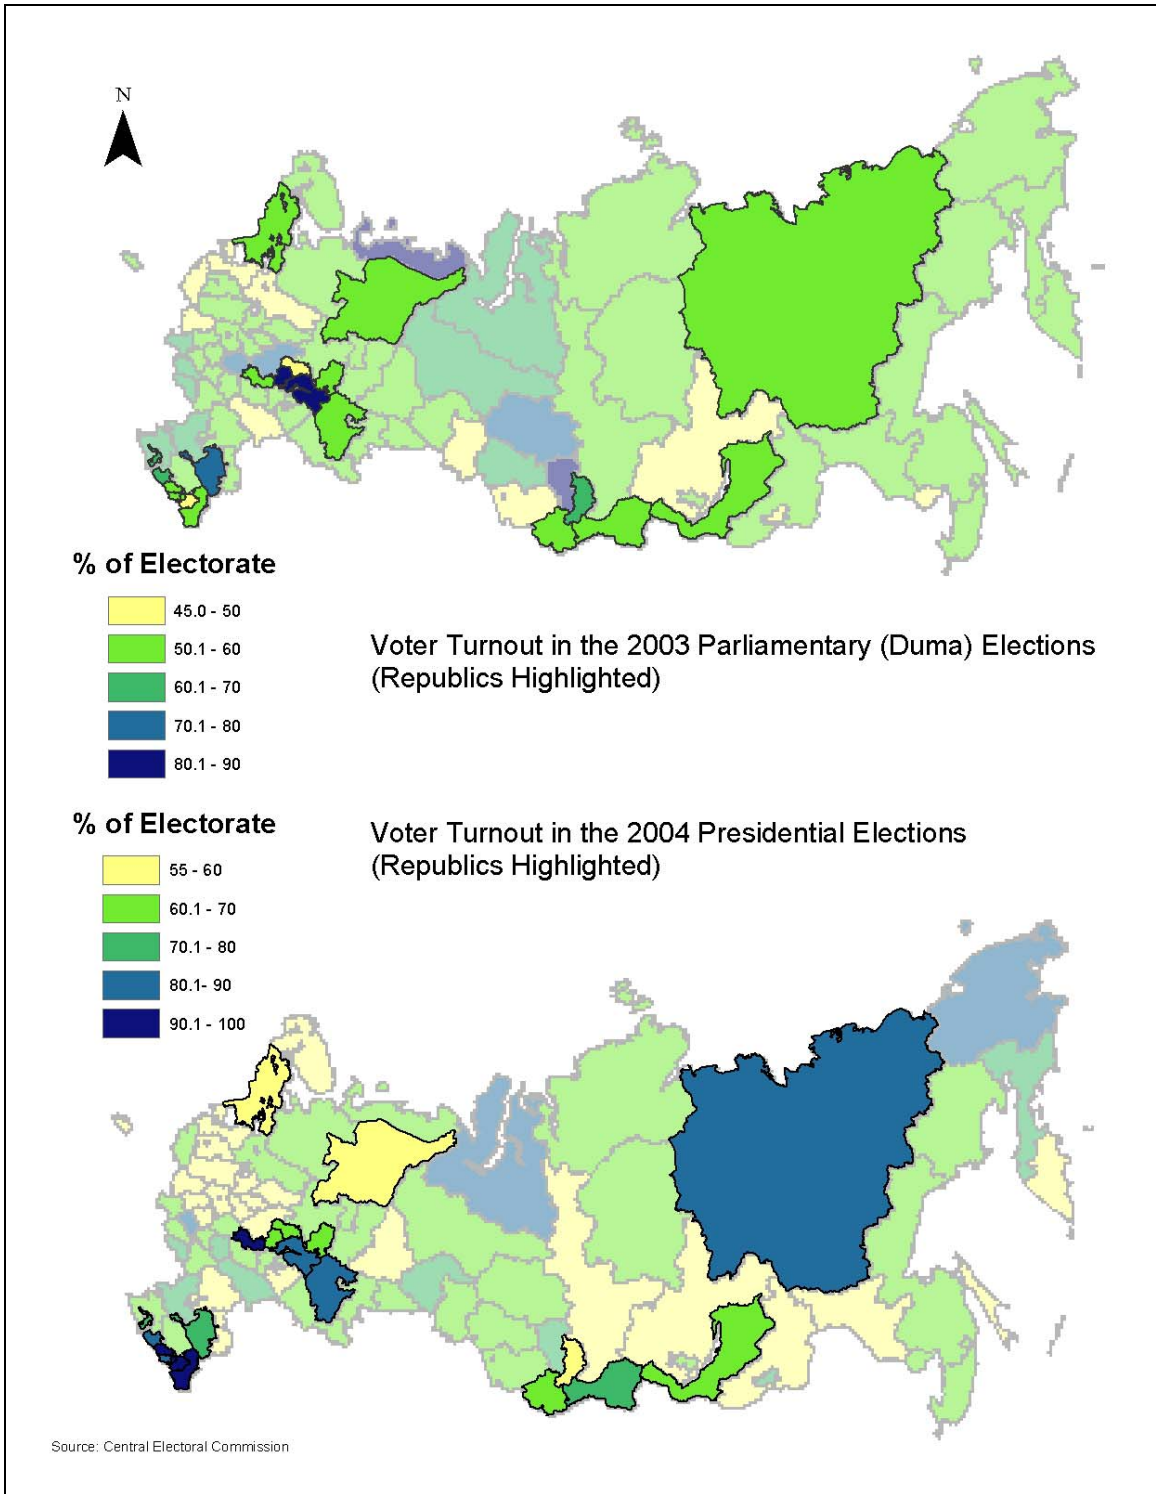 N
% of Electorate
45.0 - 50
50.1 - 60
60.1 - 70
70.1 - 80
80.1 - 90
Voter Turnout in the 2003 Parliamentary (Duma) Elections
(Republics Highlighted)
% of Electorate
55 - 60
60.1 - 70
70.1 - 80
80.1- 90
90.1 - 100
Voter Turnout in the 2004 Presidential Elections
(Republics Highlighted)
Source: Central Electoral Commission